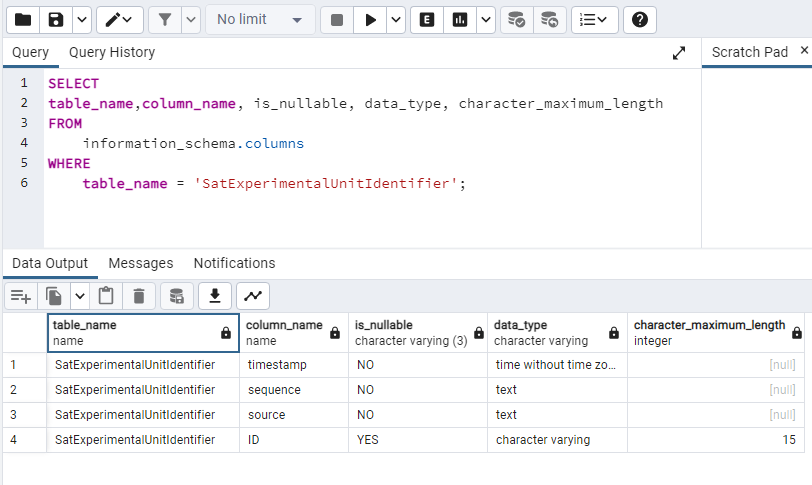 No limit
Query Query History Scratch Pad ×
1 SELECT
2 table_name,column_name, is_nullable, data_type, character_maximum_length
3 FROM
4 information_schema.columns
5 WHERE
6 table_name = 'SatExperimentalUnitIdentifier';
Data Output Messages Notifications
table_name column_name is_nullable data_type character_maximum_length
name name character varying (3) character varying integer
1 SatExperimentalUnitIdentifier timestamp NO time without time zo... [null]
2 SatExperimentalUnitIdentifier sequence NO text [null]
3 SatExperimentalUnitIdentifier source NO text [null]
4 SatExperimentalUnitIdentifier ID YES character varying 15